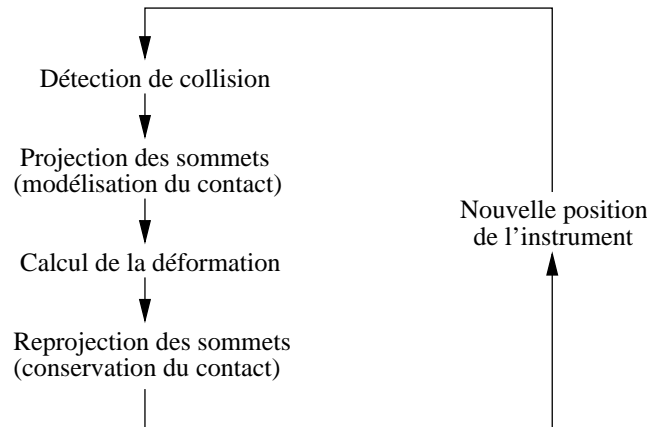 Détection de collision
Projection des sommets
(modélisation du contact)
Calcul de la déformation
Reprojection des sommets
(conservation du contact)
Nouvelle position
de l’instrument